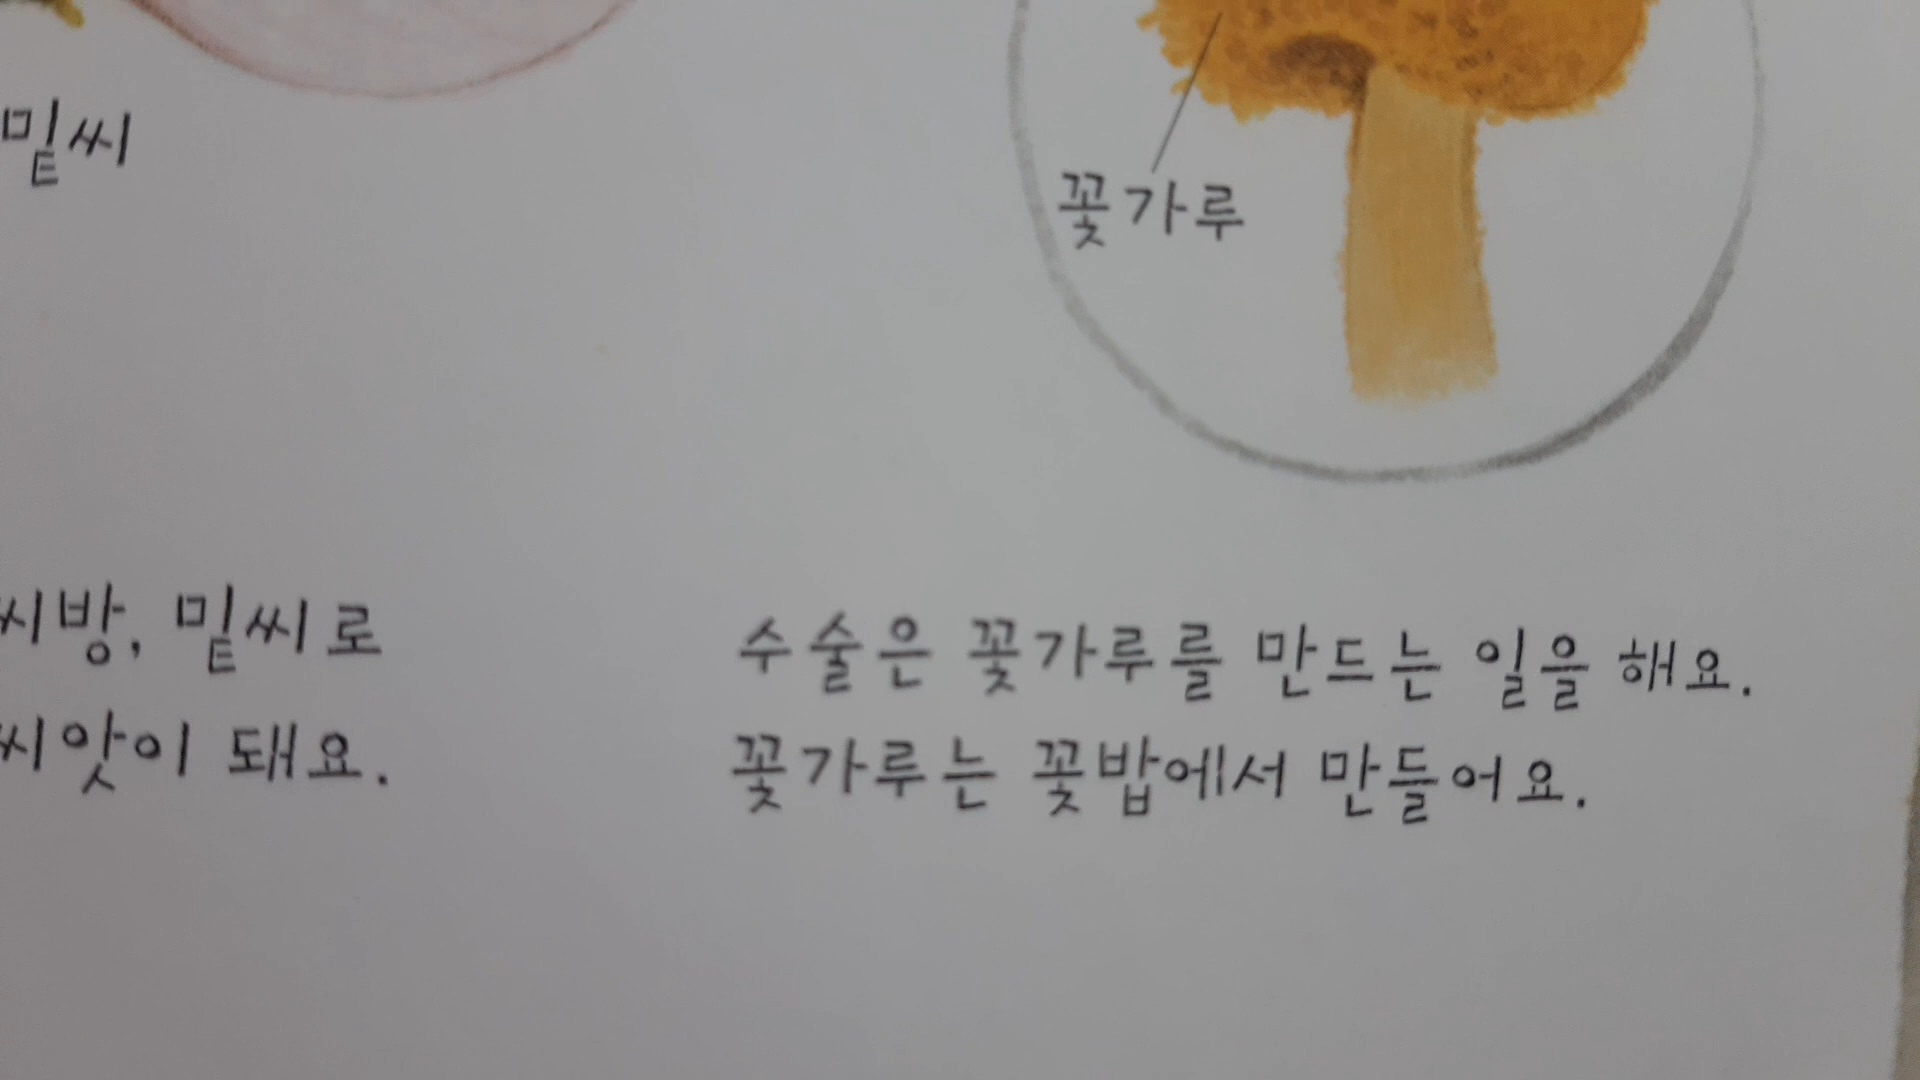 밑씨
꽃가루
씨방, 밑씨로
씨앗이 돼요.
수술은 꽃가루를 만드는 일을 해요.
꽃가루는 꽃밥에서 만들어요.